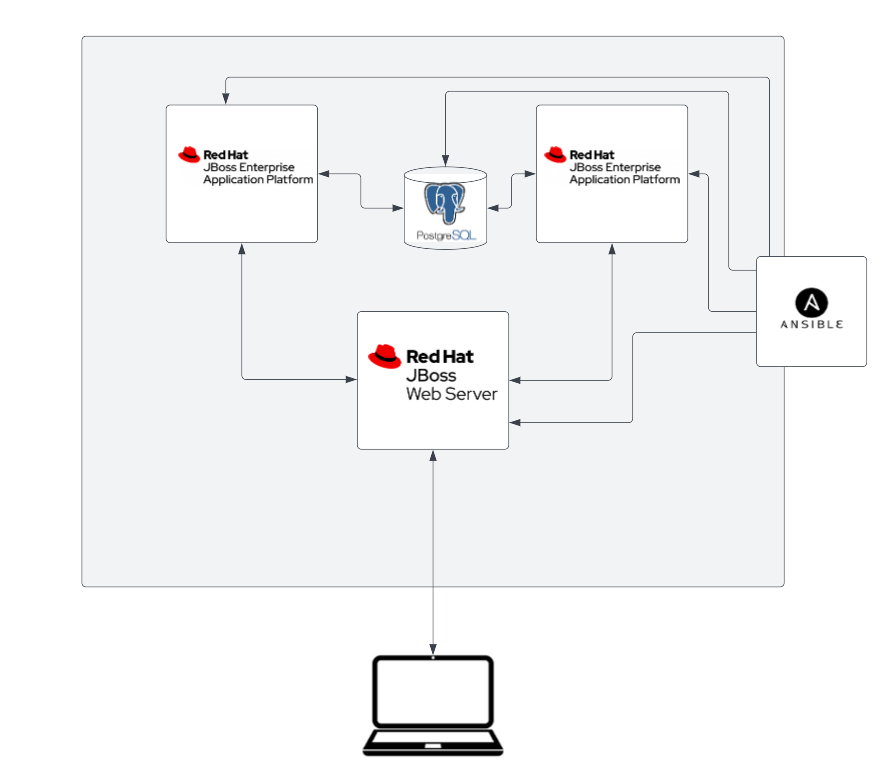 Red Hat
JBoss Enterprise
Application Platform
Red Hat
JBoss Enterprise
Application Platform
PostgreSQL
ANSIBLE
Red Hat
JBoss
Web Server